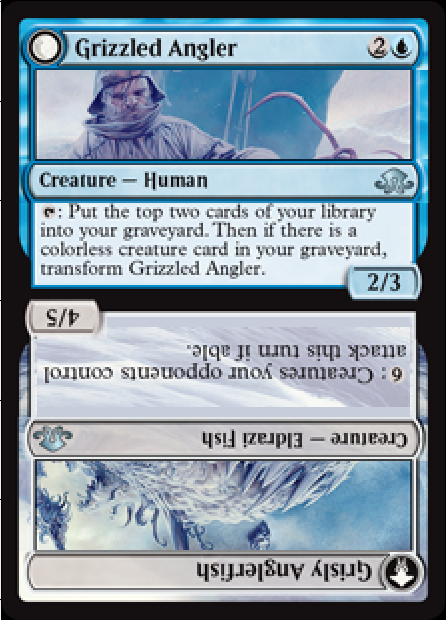 Grizzled Angler 2
Creature — Human
: Put the top two cards of your library
into your graveyard. Then if there is a
colorless creature card in your graveyard,
transform Grizzled Angler.
2/3
Grisly Anglerfish
Creature — Eldrazi Fish
6 : Creatures your opponents control
attack this turn if able.
4/5